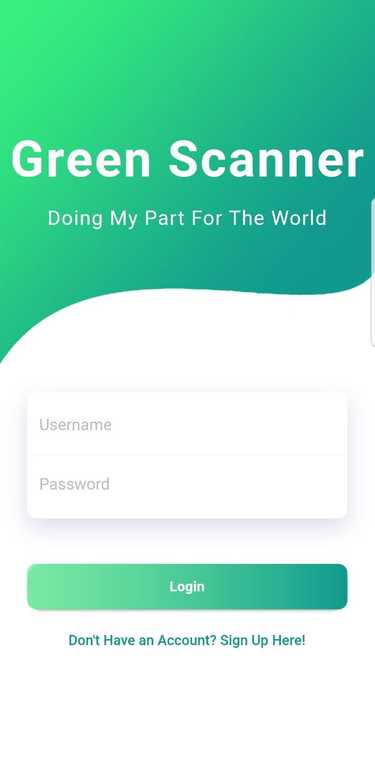 Green Scanner
Doing My Part For The World
Username
Password
Login
Don't Have an Account? Sign Up Here!